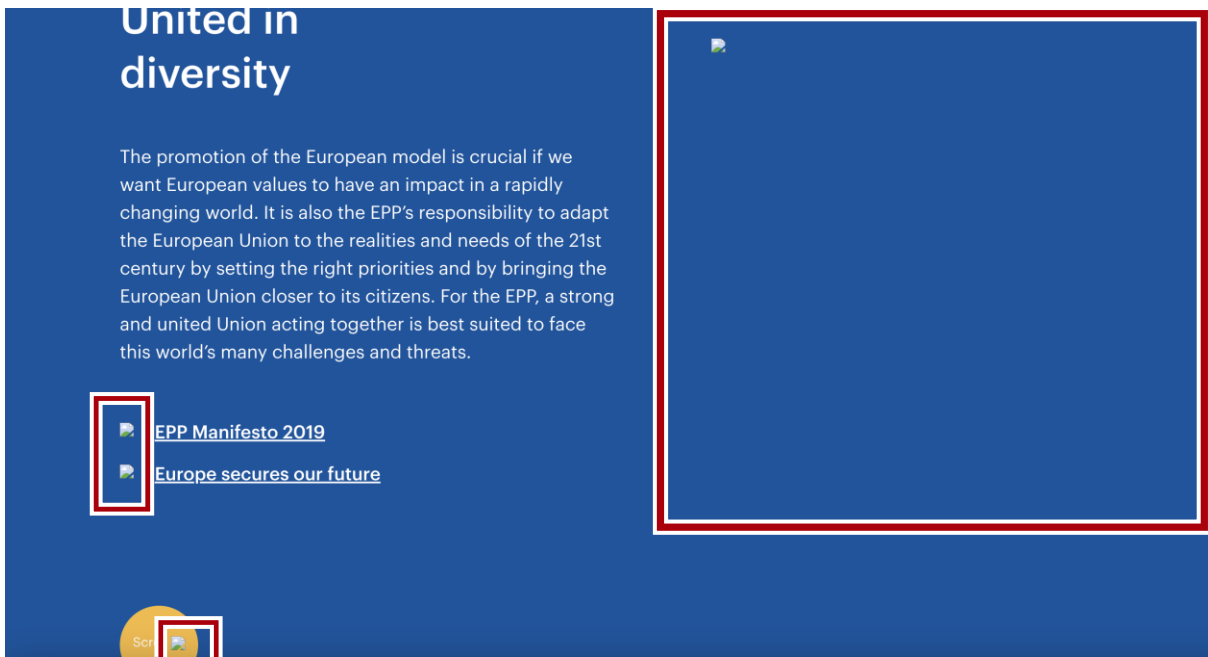 United in
diversity
The promotion of the European model is crucial if we
want European values to have an impact in a rapidly
changing world. It is also the EPP’s responsibility to adapt
the European Union to the realities and needs of the 21st
century by setting the right priorities and by bringing the
European Union closer to its citizens. For the EPP, a strong
and united Union acting together is best suited to face
this world’s many challenges and threats.
EPP Manifesto 2019
Europe secures our future